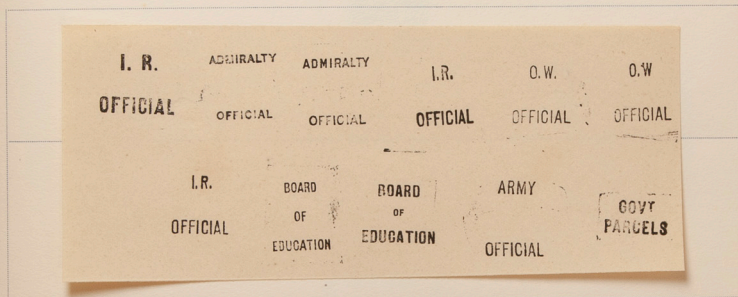 I. R.
OFFICIAL
ADMIRALTY
OFFICIAL
ADMIRALTY
OFFICIAL
I.R.
OFFICIAL
O.W.
OFFICIAL
O.W
OFFICIAL
I.R.
OFFICIAL
BOARD
OF
EDUCATION
BOARD
OF
EDUCATION
ARMY
OFFICIAL
GOVT
PARCELS